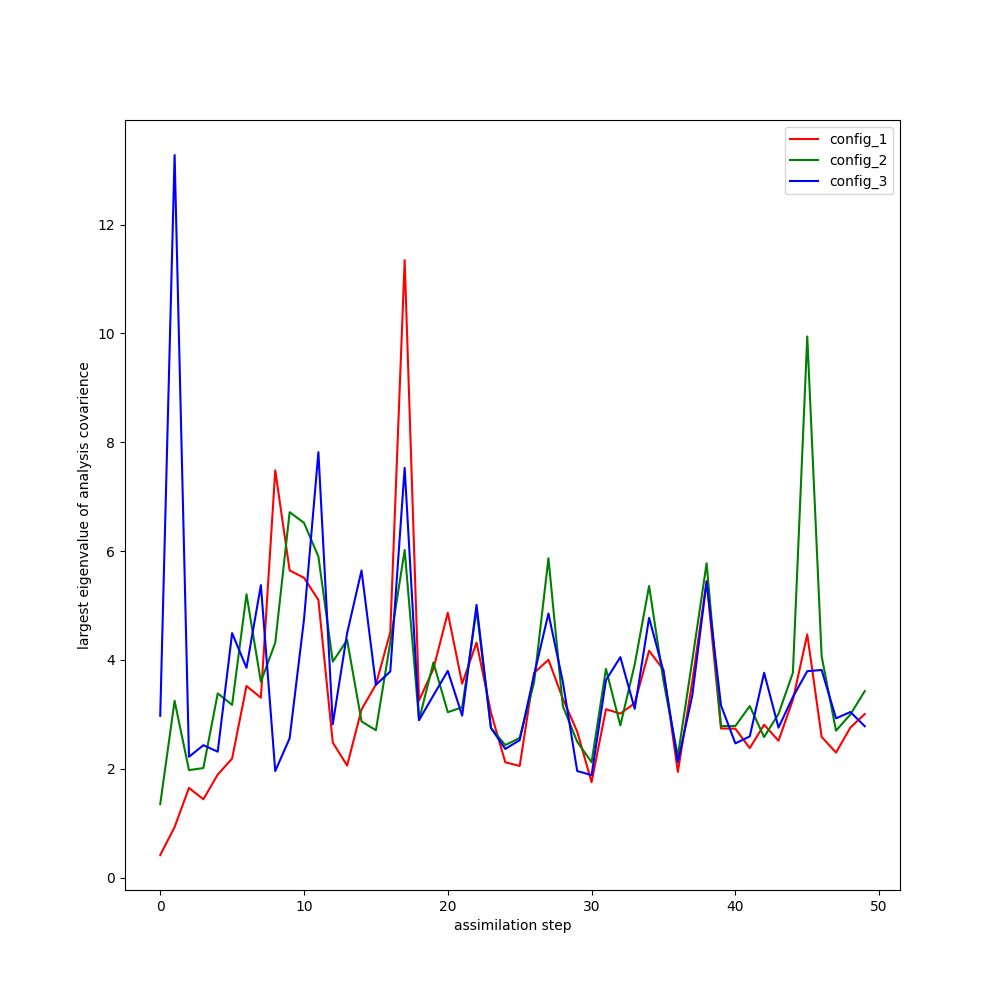 config_1
config_2
config_3
12
10
8
6
4
2
0
largest eigenvalue of analysis covarience
0 10 20 30 40 50
assimilation step